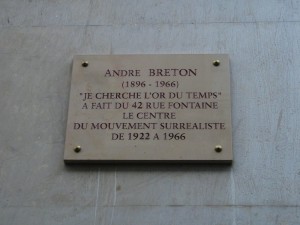 ANDRE BRETON
(1896 - 1966)
"JE CHERCHE L'OR DU TEMPS"
A FAIT DU 42 RUE FONTAINE
LE CENTRE
DU MOUVEMENT SURREALISTE
DE 1922 A 1966